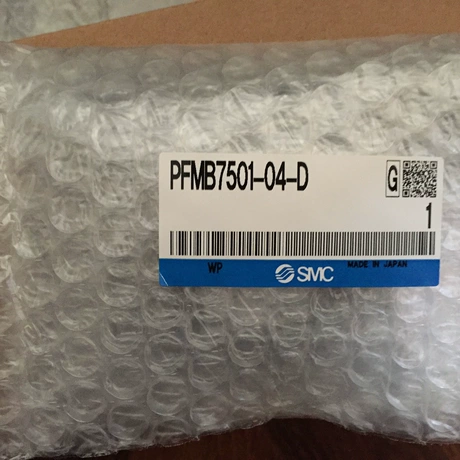 PFMB7501-04-D
G
1
WP
SMC
MADE IN JAPAN